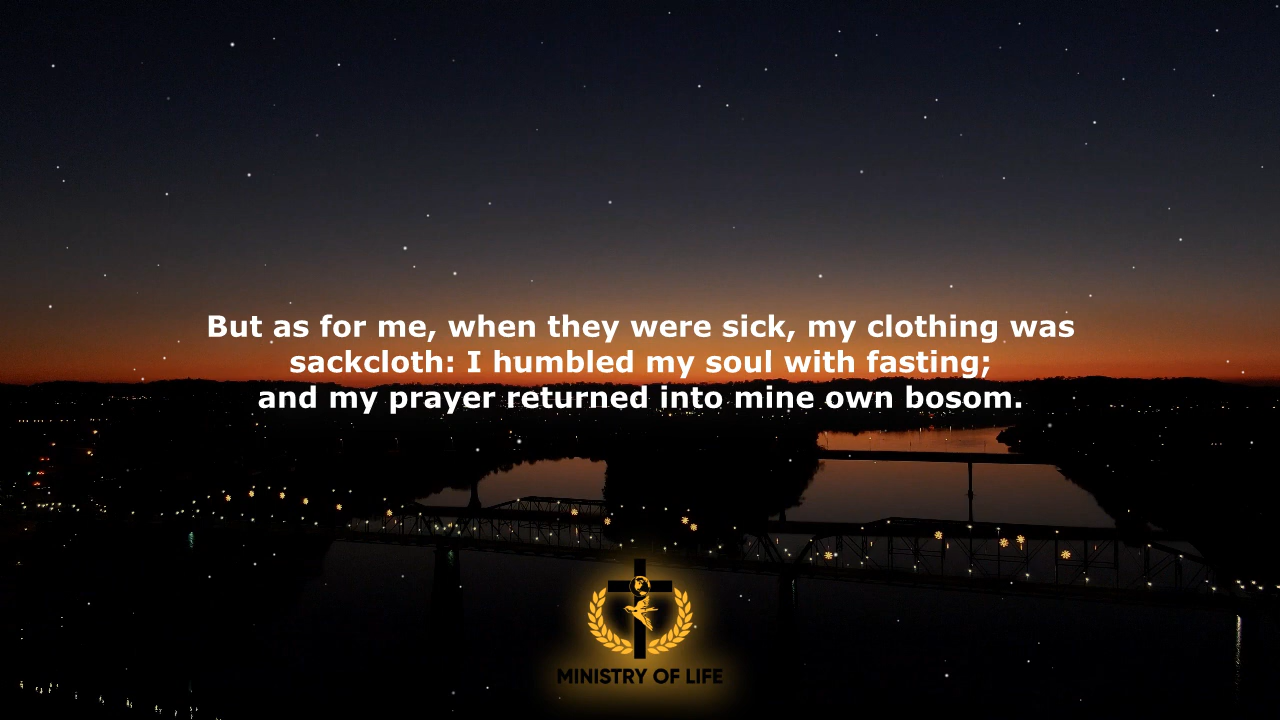 But as for me, when they were sick, my clothing was
sackcloth: I humbled my soul with fasting;
and my prayer returned into mine own bosom.
MINISTRY OF LIFE